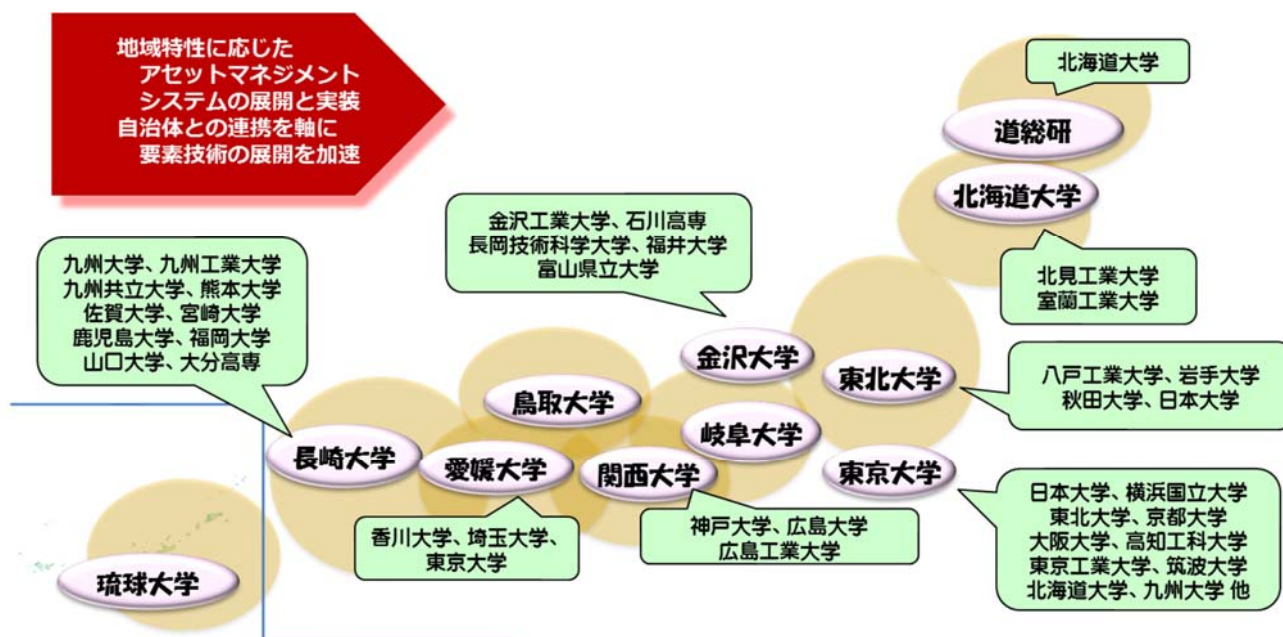 地域特性に応じた
アセットマネジメント
システムの展開と実装
自治体との連携を軸に
要素技術の展開を加速
北海道大学
道総研
北海道大学
北見工業大学
室蘭工業大学
金沢工業大学、石川高専
長岡技術科学大学、福井大学
富山県立大学
九州大学、九州工業大学
九州共立大学、熊本大学
佐賀大学、宮崎大学
鹿児島大学、福岡大学
山口大学、大分高専
金沢大学
東北大学
八戸工業大学、岩手大学
秋田大学、日本大学
鳥取大学
岐阜大学
長崎大学
愛媛大学
関西大学
東京大学
香川大学、埼玉大学、
東京大学
神戸大学、広島大学
広島工業大学
日本大学、横浜国立大学
東北大学、京都大学
大阪大学、高知工科大学
東京工業大学、筑波大学
北海道大学、九州大学 他
琉球大学